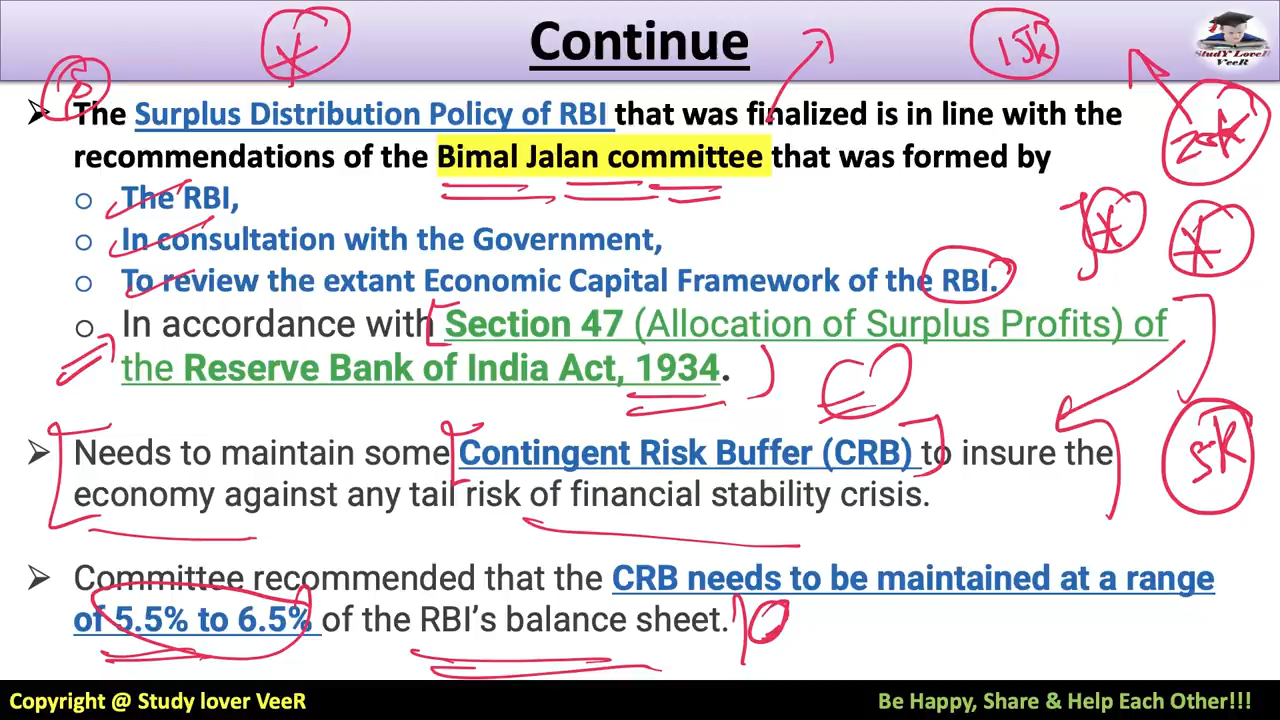 Continue
StudY LoveR
VeeR
15k
➢ The Surplus Distribution Policy of RBI that was finalized is in line with the
recommendations of the Bimal Jalan committee that was formed by
o The RBI,
o In consultation with the Government,
o To review the extant Economic Capital Framework of the RBI.
o In accordance with Section 47 (Allocation of Surplus Profits) of
the Reserve Bank of India Act, 1934.
20k
➢ Needs to maintain some Contingent Risk Buffer (CRB) to insure the
economy against any tail risk of financial stability crisis.
5k
➢ Committee recommended that the CRB needs to be maintained at a range
of 5.5% to 6.5% of the RBI’s balance sheet.
Copyright @ Study lover VeeR
Be Happy, Share & Help Each Other!!!